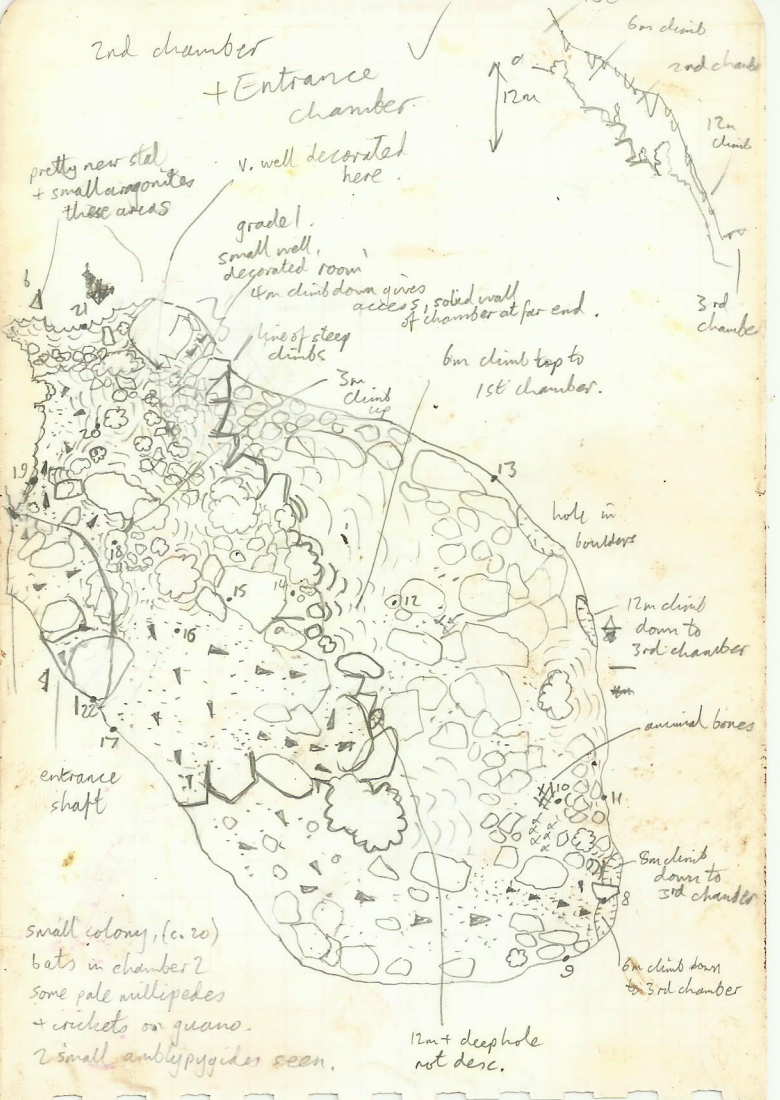 2nd chamber
+ Entrance
chamber.
6m climb
2nd chamb
12m
12m
climb
3rd
chamber
pretty new stal
+ small aragonites
these areas
v. well decorated
here.
grade 1.
small well,
decorated room
4m climb down gives
access, solid wall
of chamber at far end.
line of steep
climbs
3m
climb
up
6m climb top to
1st chamber.
6
21
20
19
18
13
hole in
boulders
15
14
12
16
12m climb
down to
3rd chamber
22
17
entrance
shaft
animal bones
10
11
8m climb
down to
3rd chamber
8
9
6m climb down
to 3rd chamber
small colony, (c. 20)
bats in chamber 2
some pale millipedes
+ crickets on guano.
2 small amblypygides seen.
12m + deep hole
not desc.